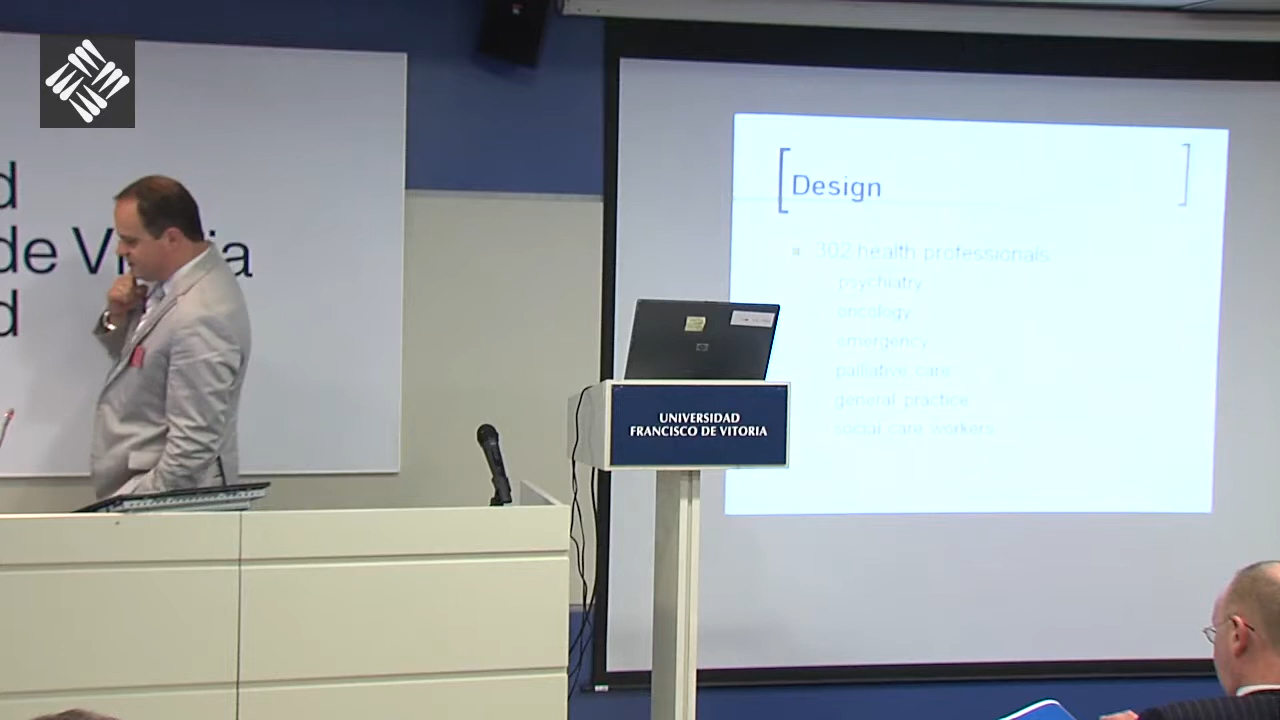 d
de Vi ia
d
Design
302 health professionals
psychiatry
oncology
emergency
palliative care
general practice
social care workers
UNIVERSIDAD
FRANCISCO DE VITORIA